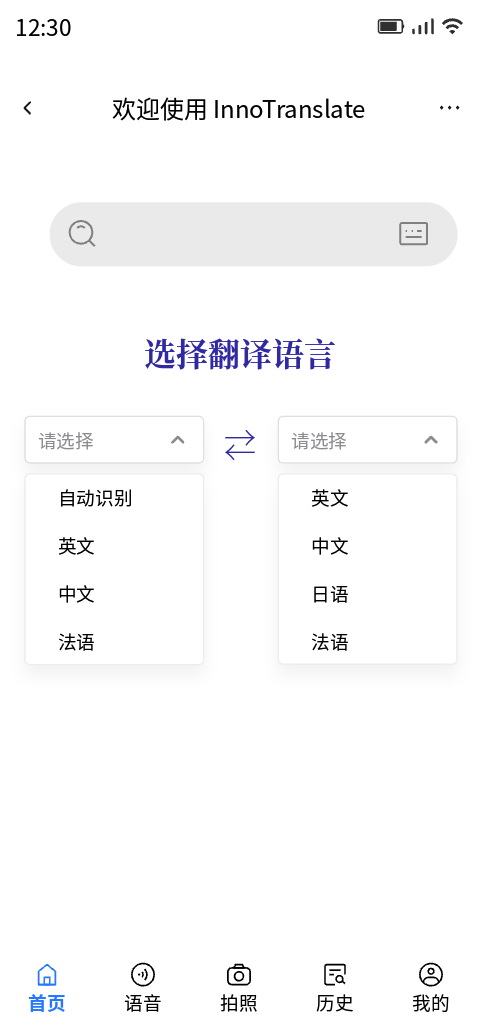 12:30
欢迎使用 InnoTranslate
选择翻译语言
请选择
请选择
自动识别
英文
中文
法语
英文
中文
日语
法语
首页
语音
拍照
历史
我的